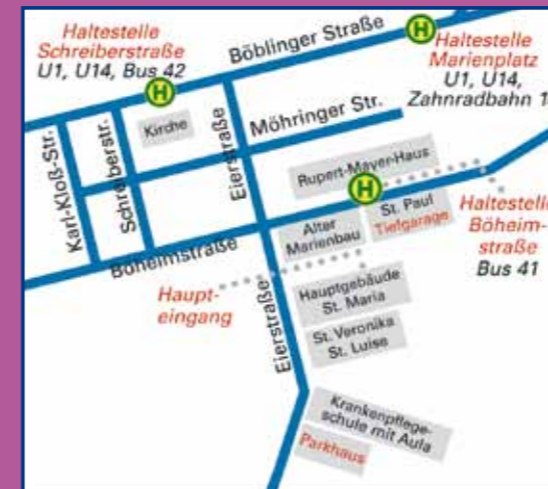 Haltestelle
Schreiberstraße
U1, U14, Bus 42
H
Böblinger Straße
H
Haltestelle
Marienplatz
U1, U14,
Zahnradbahn 1
Kirche
Möhringer Str.
Karl-Kloß-Str.
Schreiberstr.
Eierstraße
Rupert-Mayer-Haus
H
St. Paul
Tiefgarage
Alter
Marienbau
Böheimstraße
Haltestelle
Böheim-
straße
Bus 41
Haupt-
eingang
Hauptgebäude
St. Maria
St. Veronika
St. Luise
Eierstraße
Krankenpflege-
schule mit Aula
Parkhaus